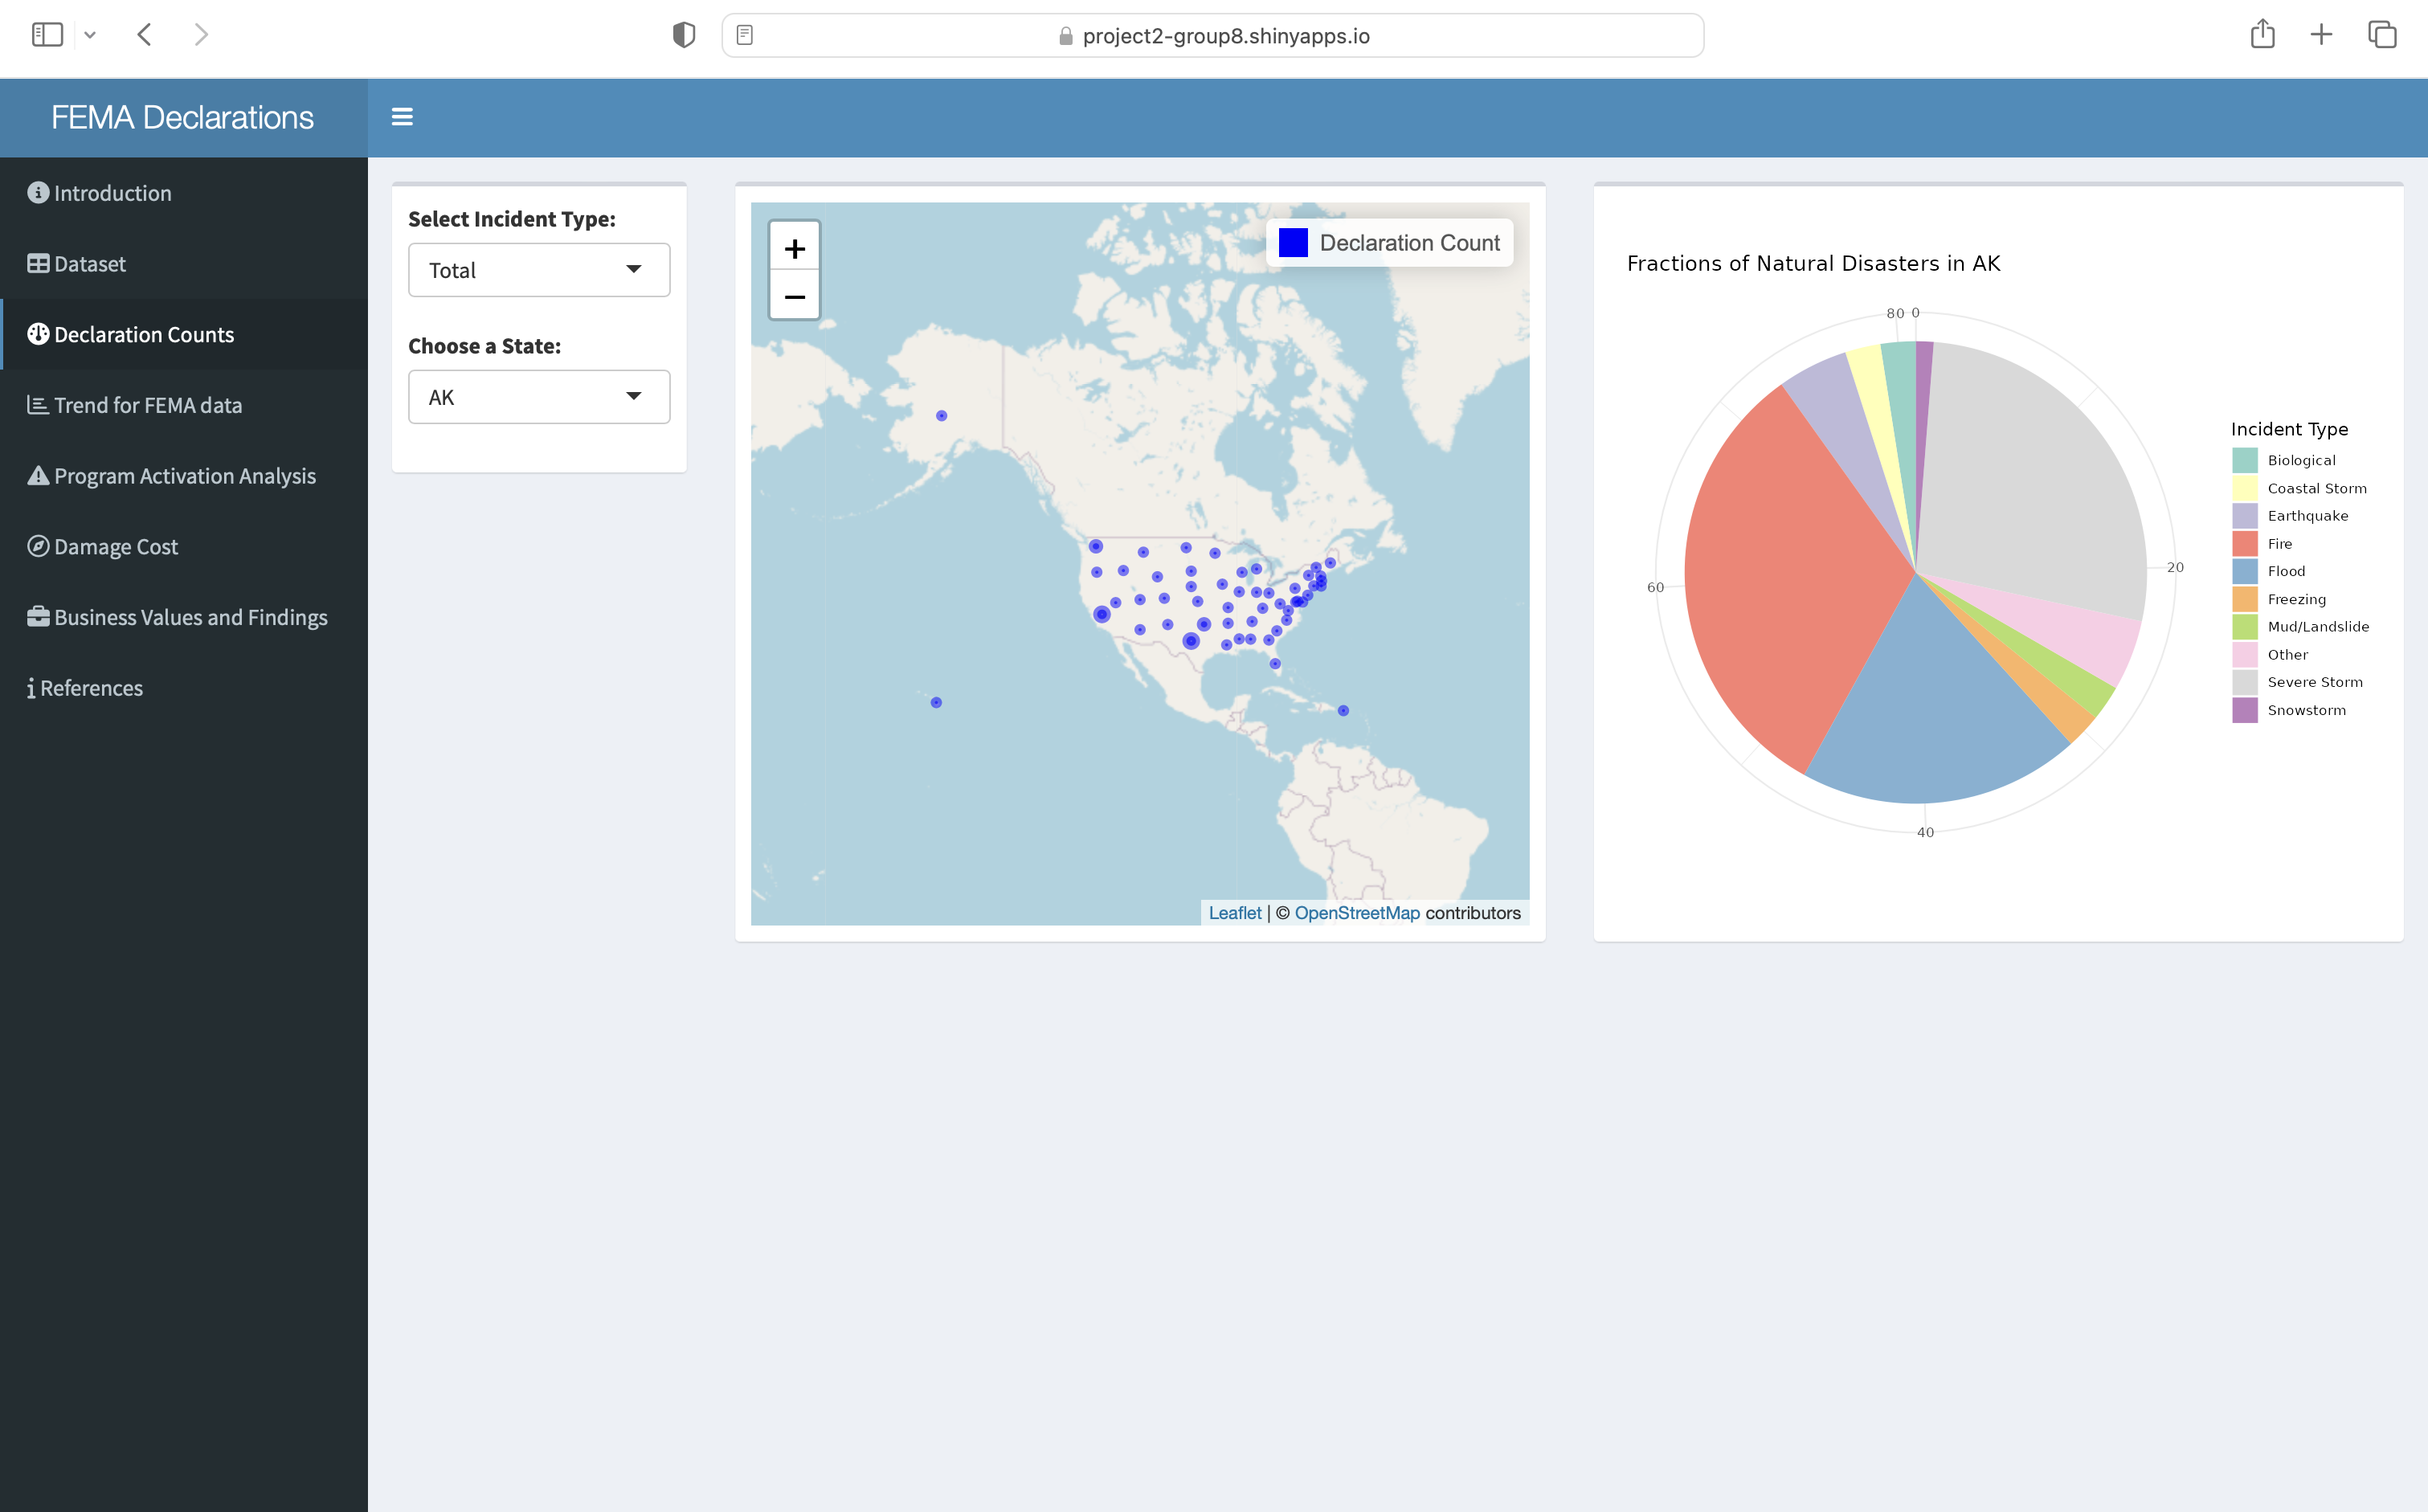 project2-group8.shinyapps.io
FEMA Declarations
Introduction
Dataset
Declaration Counts
Trend for FEMA data
Program Activation Analysis
Damage Cost
Business Values and Findings
References
Select Incident Type:
Total
Choose a State:
AK
+
−
Declaration Count
Leaflet | © OpenStreetMap contributors
Fractions of Natural Disasters in AK
80 0
20
60
40
Incident Type
Biological
Coastal Storm
Earthquake
Fire
Flood
Freezing
Mud/Landslide
Other
Severe Storm
Snowstorm